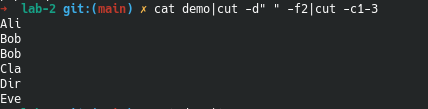 ➜ lab-2 git:(main) ✗ cat demo|cut -d" " -f2|cut -c1-3
Ali
Bob
Bob
Cla
Dir
Eve